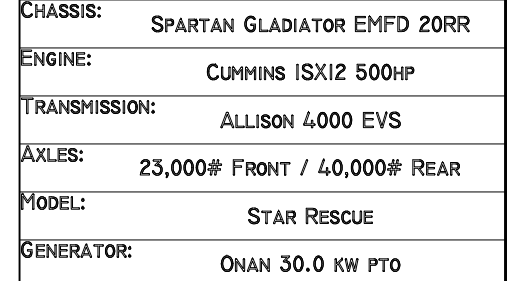 Chassis:
Spartan Gladiator EMFD 20RR
Engine:
Cummins ISX12 500hp
Transmission:
Allison 4000 EVS
Axles:
23,000# Front / 40,000# Rear
Model:
Star Rescue
Generator:
Onan 30.0 kw pto